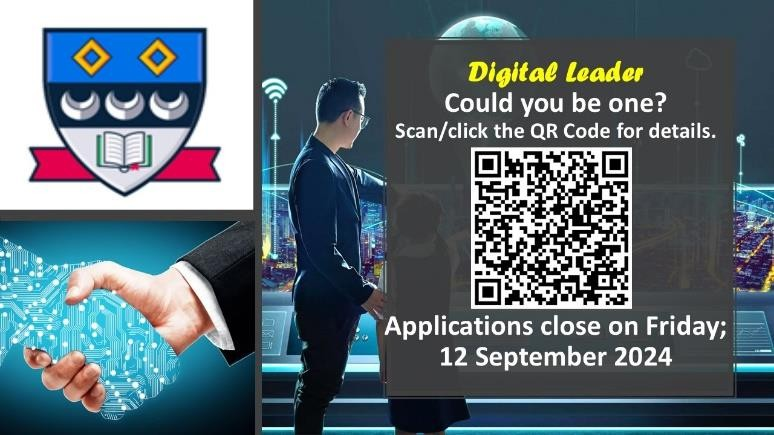 Digital Leader
Could you be one?
Scan/click the QR Code for details.
Applications close on Friday;
12 September 2024